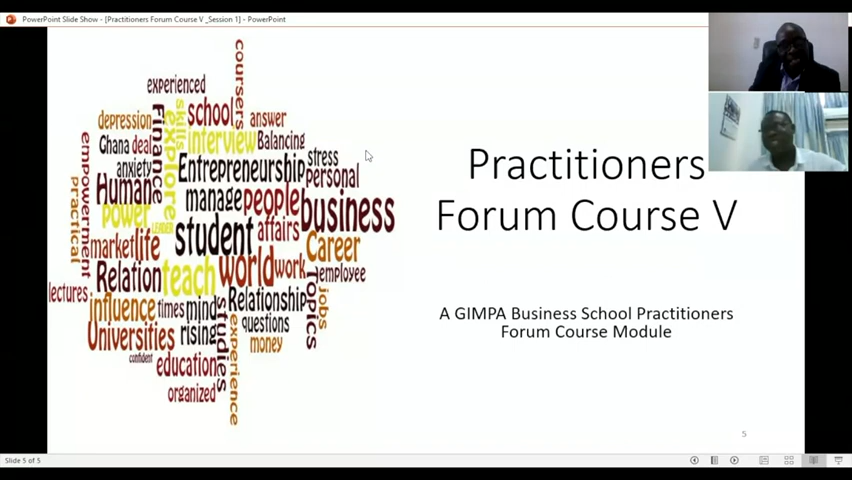 PowerPoint Slide Show - [Practitioners Forum Course V _Session 1] - PowerPoint
coursers
experienced
skills
school
answer
depression
Finance
explore
interview
Balancing
Ghana deal
empowerment
anxiety
Entrepreneurship
stress
personal
practical
Human
manage
people
business
power
LEADER
student
affairs
market
life
Career
Relation
teach
world
work
employee
lectures
influence
times
mind
Relationship
Topics
jobs
Universities
rising
studies
experience
questions
money
confident
education
organized
Practitioners
Forum Course V
A GIMPA Business School Practitioners
Forum Course Module
5
Slide 5 of 5